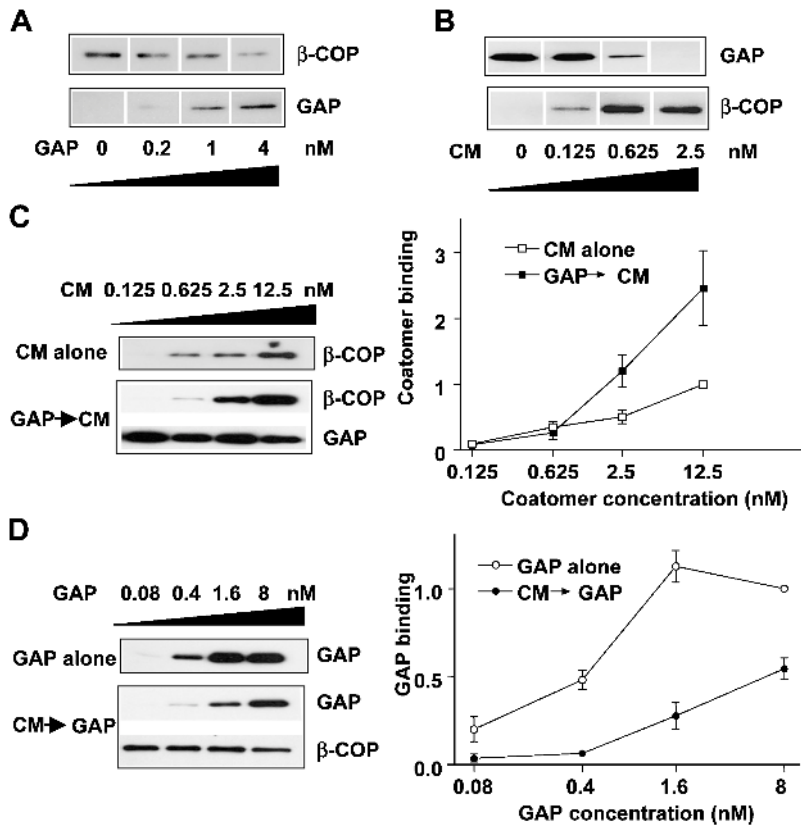 A
β-COP
GAP
GAP 0 0.2 1 4 nM
B
GAP
β-COP
CM 0 0.125 0.625 2.5 nM
C
CM 0.125 0.625 2.5 12.5 nM
CM alone β-COP
β-COP
GAP→CM
GAP
Coatomer binding
3
2
1
0
CM alone
GAP→ CM
0.125 0.625 2.5 12.5
Coatomer concentration (nM)
D
GAP 0.08 0.4 1.6 8 nM
GAP alone GAP
GAP
CM→ GAP
β-COP
GAP binding
1.0
0.5
0.0
GAP alone
CM→ GAP
0.08 0.4 1.6 8
GAP concentration (nM)